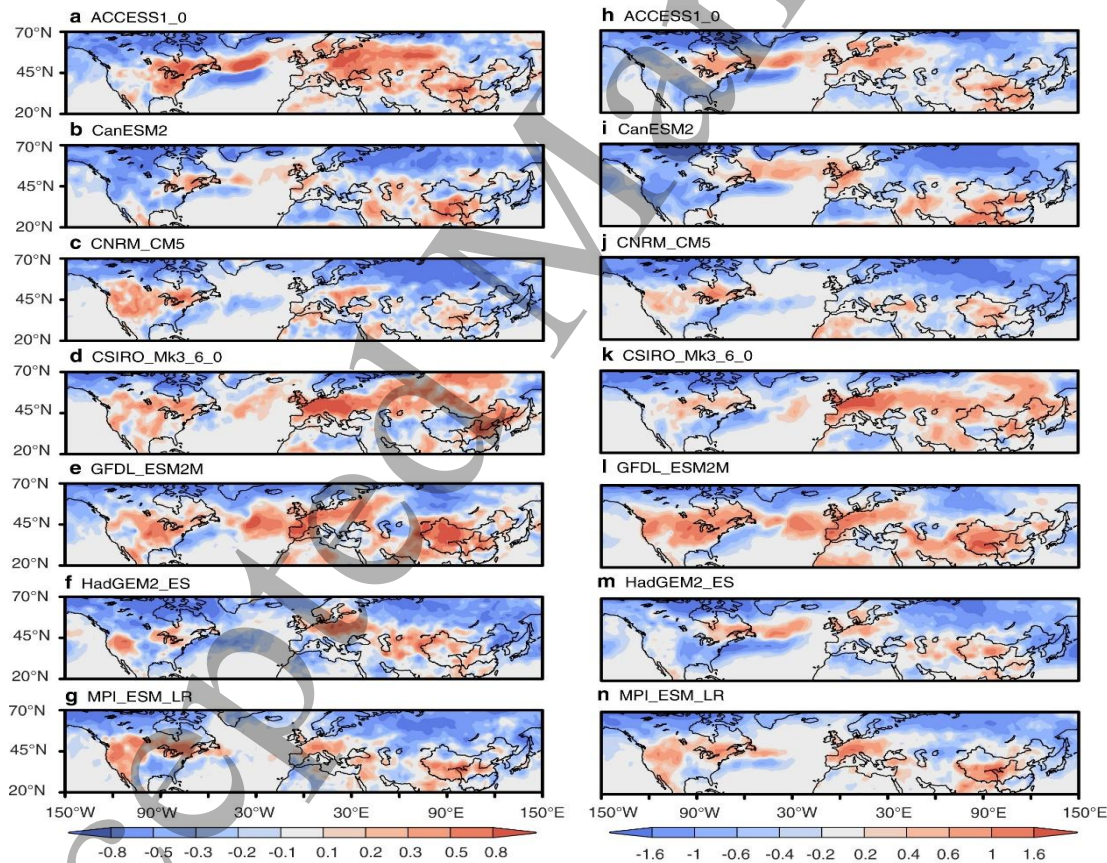 a ACCESS1_0
70°N
45°N
20°N
b CanESM2
70°N
45°N
20°N
c CNRM_CM5
70°N
45°N
20°N
d CSIRO_Mk3_6_0
70°N
45°N
20°N
e GFDL_ESM2M
70°N
45°N
20°N
f HadGEM2_ES
70°N
45°N
20°N
g MPI_ESM_LR
70°N
45°N
20°N
150°W 90°W 30°W 30°E 90°E 150°E
-0.8 -0.5 -0.3 -0.2 -0.1 0.1 0.2 0.3 0.5 0.8
h ACCESS1_0
i CanESM2
j CNRM_CM5
k CSIRO_Mk3_6_0
l GFDL_ESM2M
m HadGEM2_ES
n MPI_ESM_LR
150°W 90°W 30°W 30°E 90°E 150°E
-1.6 -1 -0.6 -0.4 -0.2 0.2 0.4 0.6 1 1.6